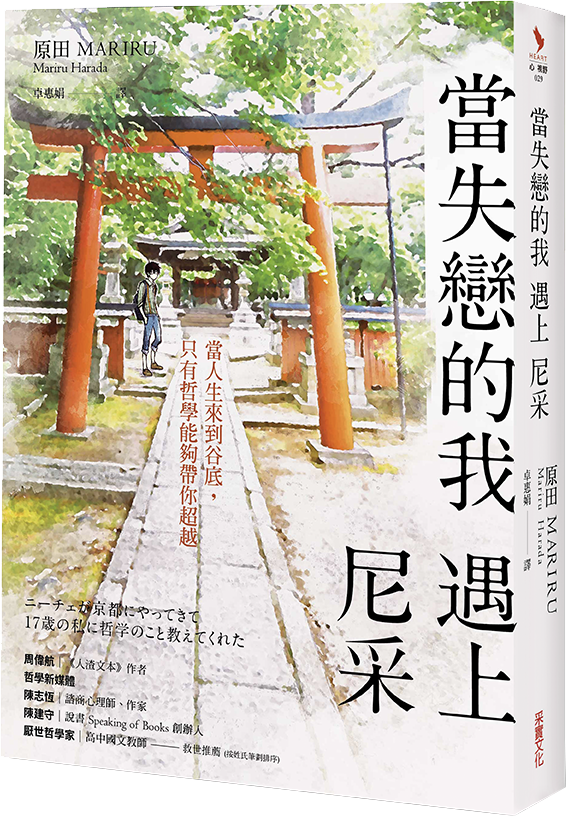 原田 MARIRU
Mariru Harada
卓惠娟 譯
當失戀的我 遇上
尼采
當人生來到谷底，
只有哲學能夠帶你超越
ニーチェが京都にやってきて
17歳の私に哲学のこと教えてくれた
周偉航｜《人渣文本》作者
哲學新媒體
陳志恆｜諮商心理師、作家
陳建守｜說書 Speaking of Books 創辦人
厭世哲學家｜高中國文教師——救世推薦 (按姓氏筆劃排序)
HEART
心 視野
029
當失戀的我 遇上 尼采
原田 MARIRU
Mariru Harada
卓惠娟 譯
采實文化